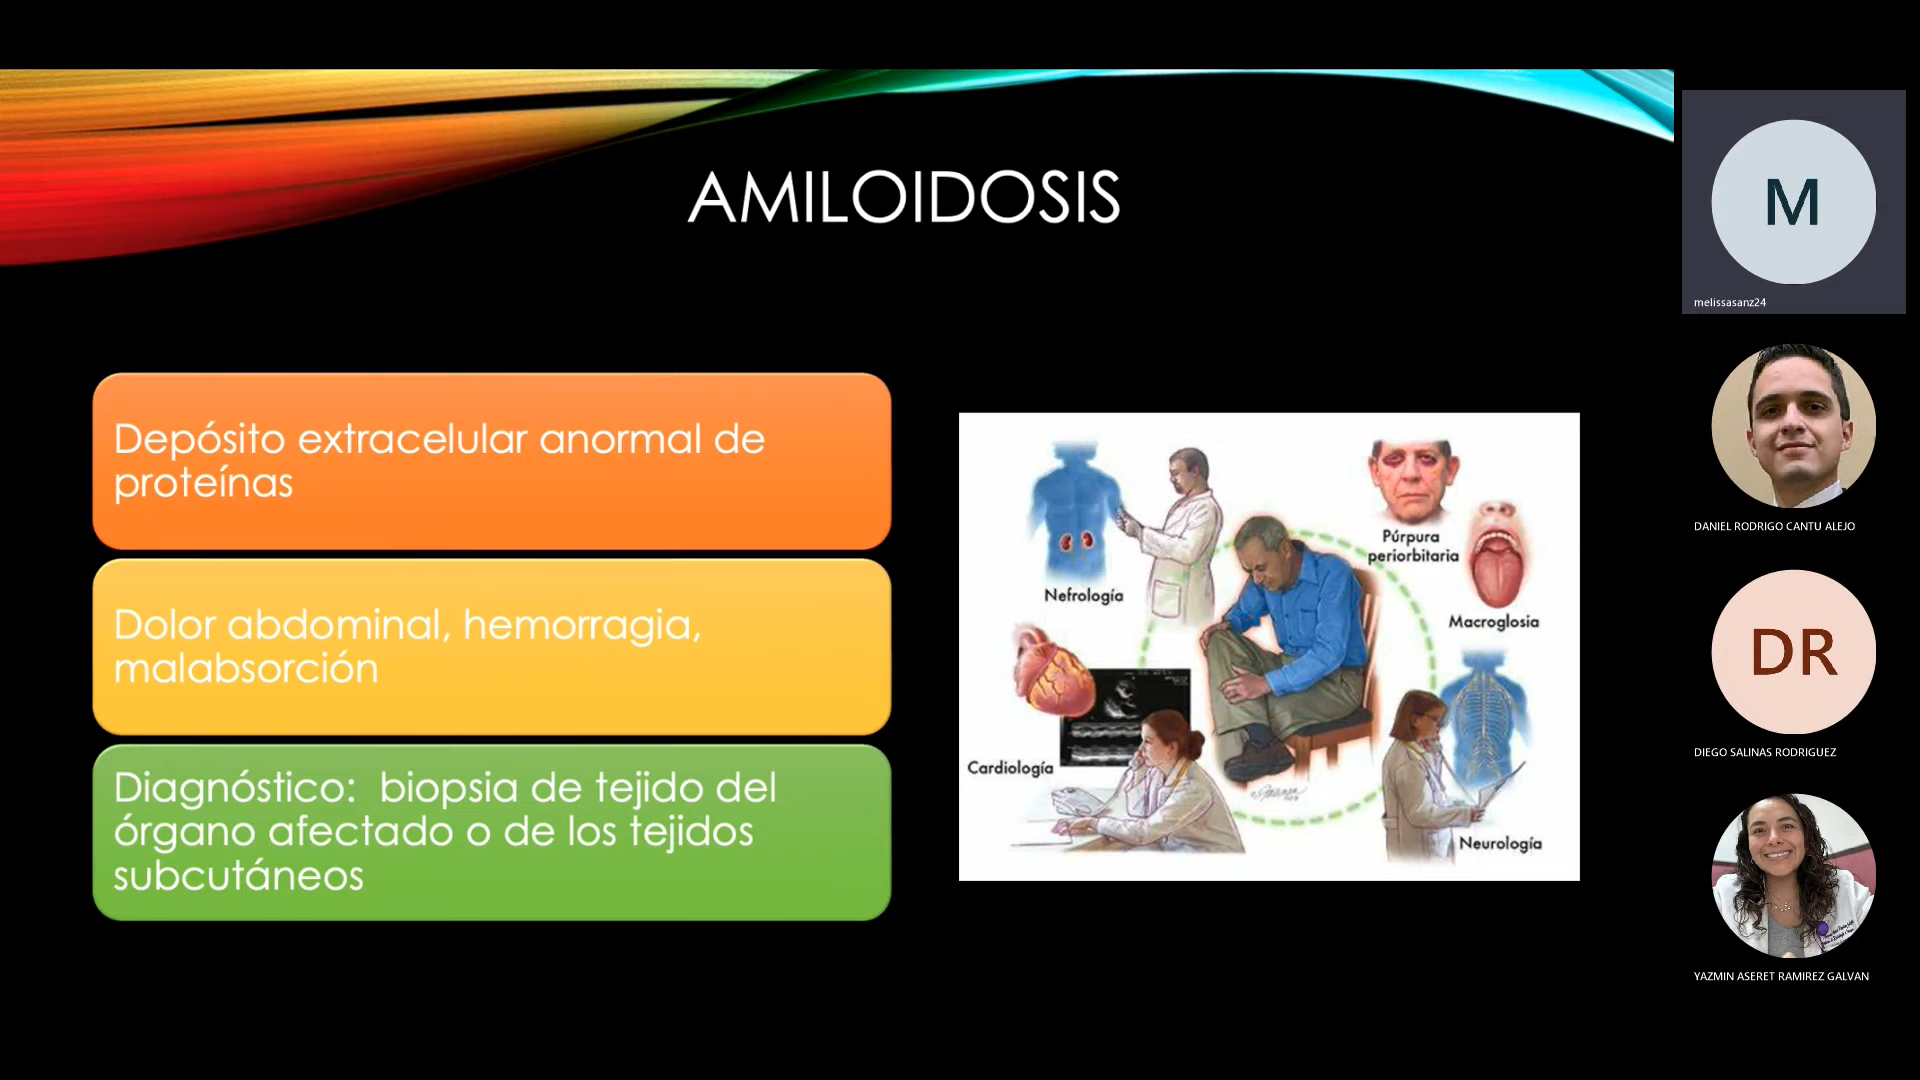 AMILOIDOSIS
Depósito extracelular anormal de
proteínas
Dolor abdominal, hemorragia,
malabsorción
Diagnóstico:  biopsia de tejido del
órgano afectado o de los tejidos
subcutáneos
Nefrología
Púrpura
periorbitaria
Macroglosia
Cardiología
Neurología
M
melissasanz24
DANIEL RODRIGO CANTU ALEJO
DR
DIEGO SALINAS RODRIGUEZ
YAZMIN ASERET RAMIREZ GALVAN